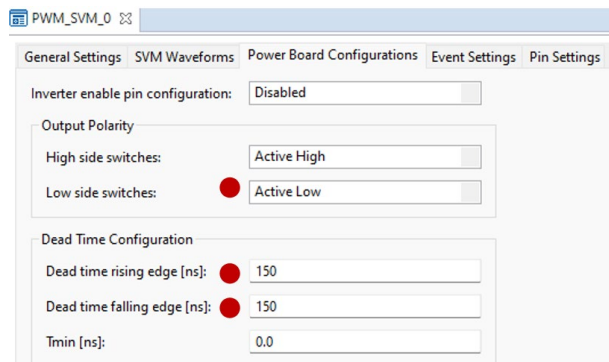 PWM_SVM_0
General Settings SVM Waveforms Power Board Configurations Event Settings Pin Settings
Inverter enable pin configuration: Disabled
Output Polarity
High side switches: Active High
Low side switches: Active Low
Dead Time Configuration
Dead time rising edge [ns]: 150
Dead time falling edge [ns]: 150
Tmin [ns]: 0.0